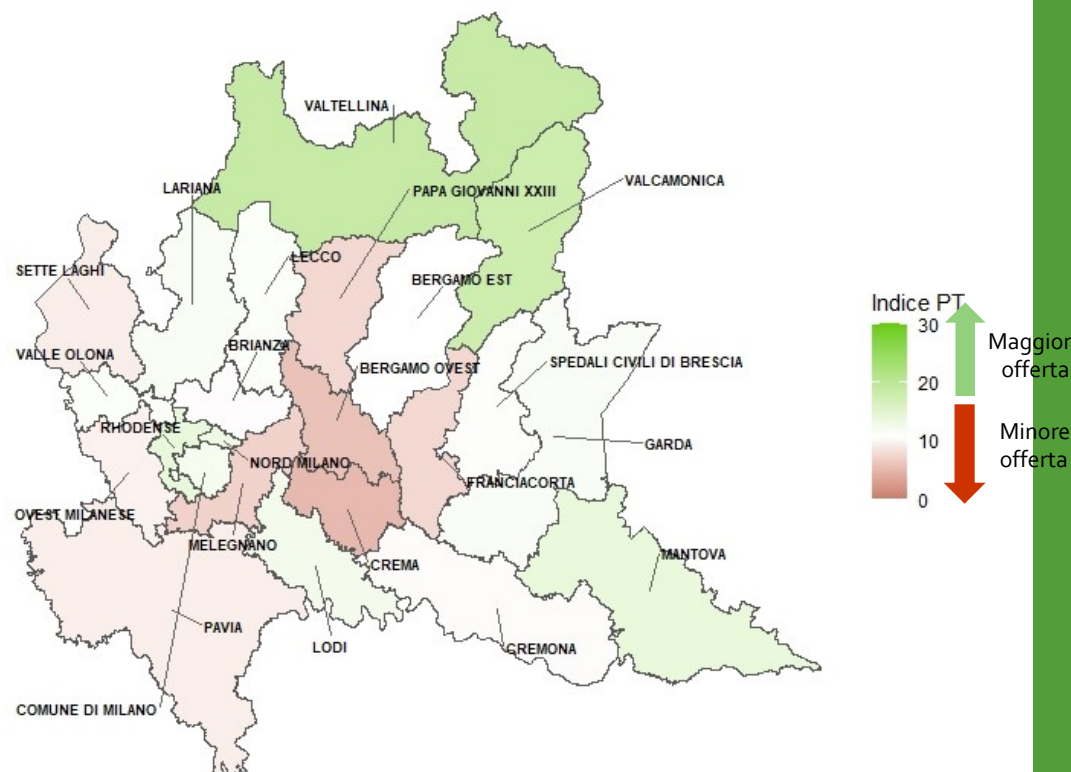 VALTELLINA
LARIANA
PAPA GIOVANNI XXIII
VALCAMONICA
LECCO
SETTE LAGHI
BERGAMO EST
VALLE OLONA
BRIANZA
BERGAMO OVEST
SPEDALI CIVILI DI BRESCIA
RHODENSE
NORD MILANO
GARDA
FRANCIACORTA
OVEST MILANESE
MELEGNANO
CREMA
MANTOVA
PAVIA
LODI
CREMONA
COMUNE DI MILANO
Indice PT
30
20
10
0
Maggior
offerta
Minore
offerta